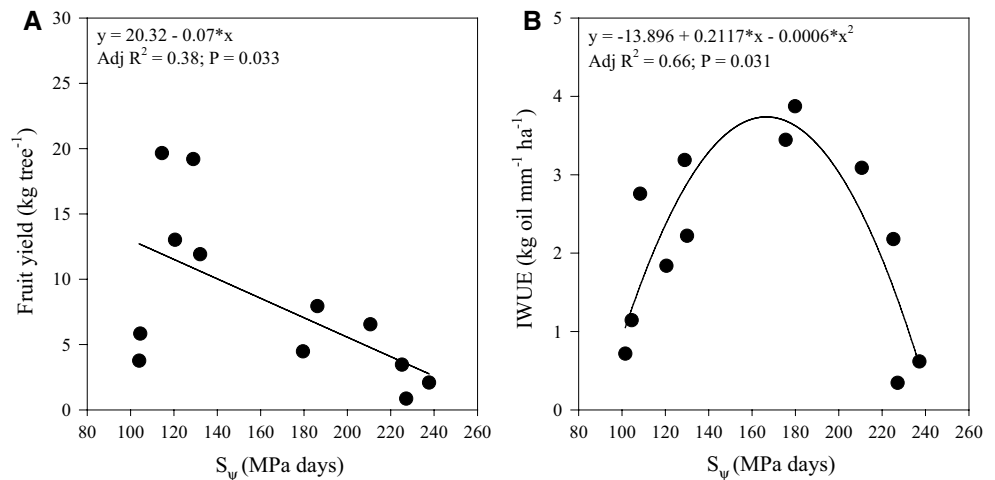 A
y = 20.32 - 0.07*x
Adj R² = 0.38; P = 0.033
Fruit yield (kg tree⁻¹)
30
25
20
15
10
5
0
80 100 120 140 160 180 200 220 240 260
Sψ (MPa days)
B
y = -13.896 + 0.2117*x - 0.0006*x²
Adj R² = 0.66; P = 0.031
IWUE (kg oil mm⁻¹ ha⁻¹)
5
4
3
2
1
0
80 100 120 140 160 180 200 220 240 260
Sψ (MPa days)